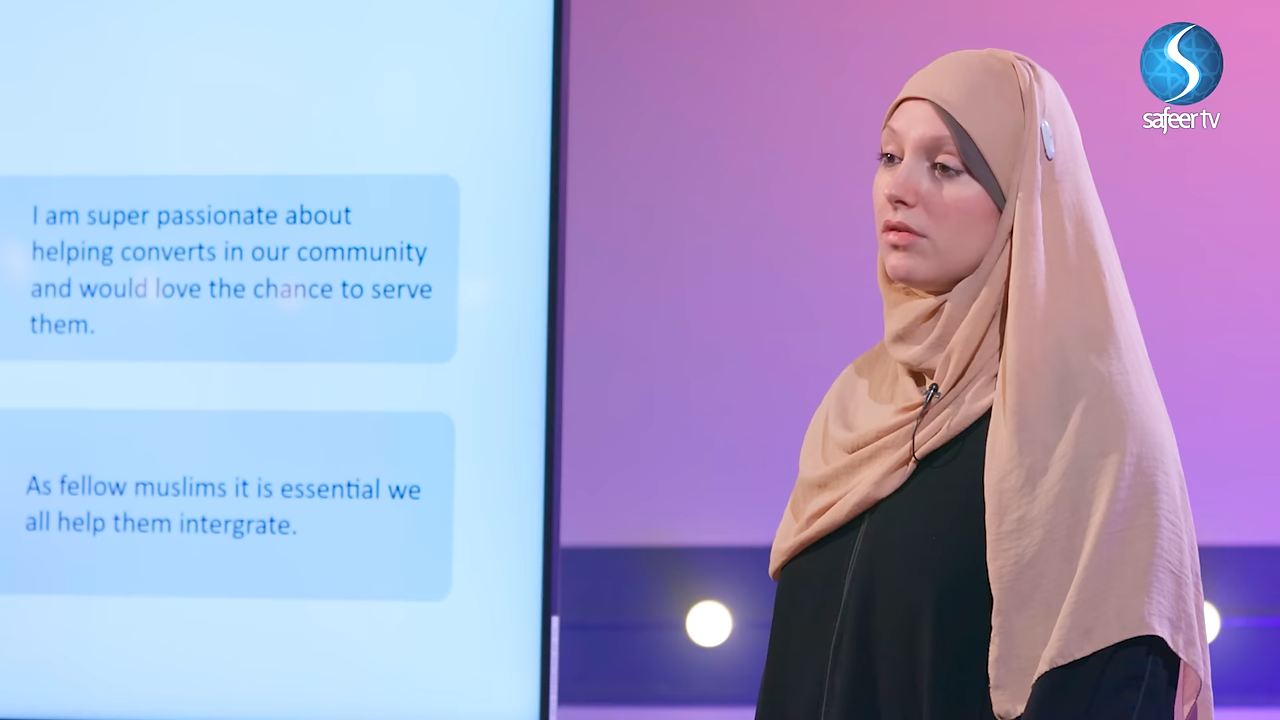 I am super passionate about
helping converts in our community
and would love the chance to serve
them.
As fellow muslims it is essential we
all help them intergrate.
safeer tv